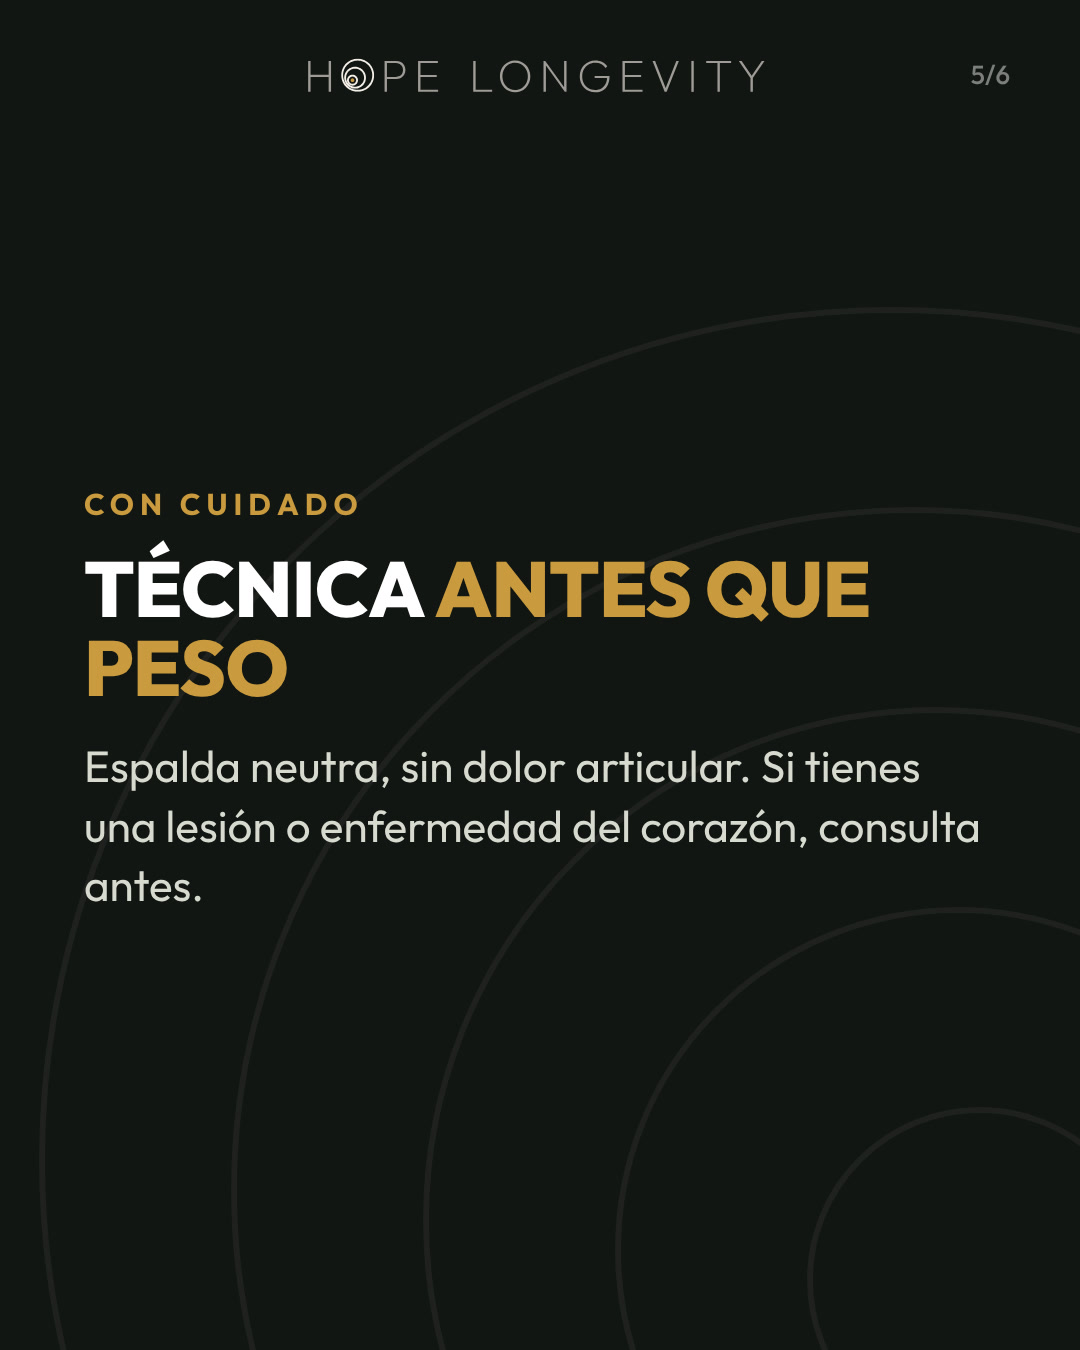 HOPE LONGEVITY
5/6
CON CUIDADO
TÉCNICA ANTES QUE
PESO
Espalda neutra, sin dolor articular. Si tienes
una lesión o enfermedad del corazón, consulta
antes.